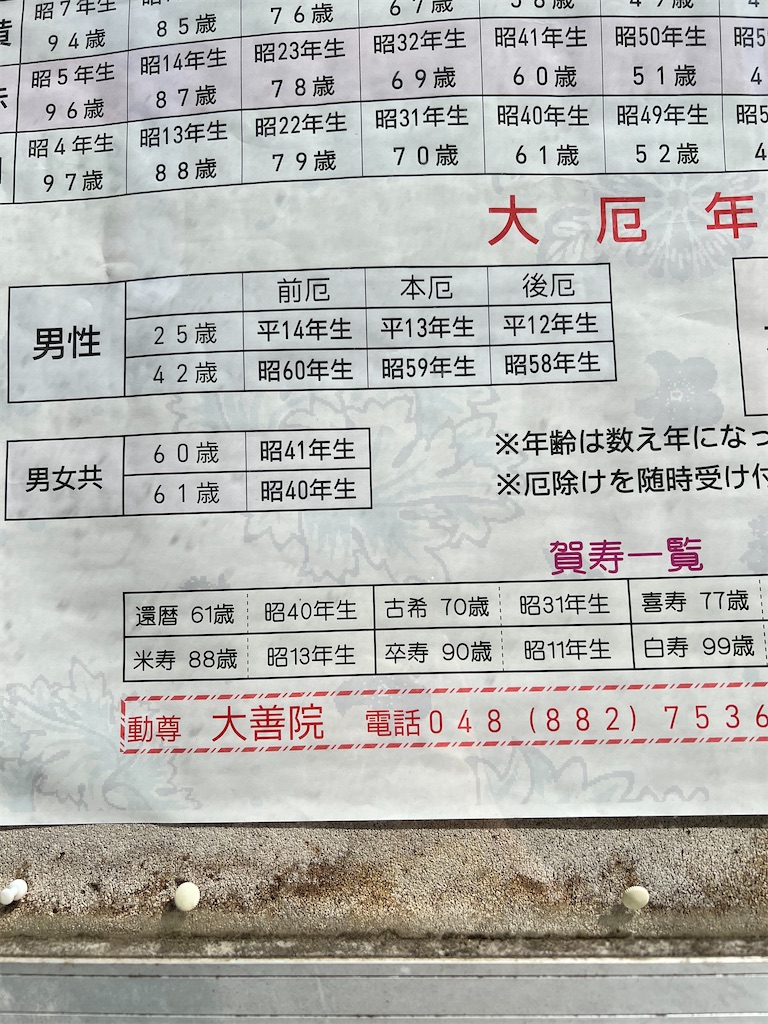 昭7年生
94歳 85歳 76歳 67歳
昭5年生 昭14年生 昭23年生 昭32年生 昭41年生 昭50年生
96歳 87歳 78歳 69歳 60歳 51歳
昭4年生 昭13年生 昭22年生 昭31年生 昭40年生 昭49年生
97歳 88歳 79歳 70歳 61歳 52歳
大厄年
前厄 本厄 後厄
男性
25歳 平14年生 平13年生 平12年生
42歳 昭60年生 昭59年生 昭58年生
男女共
60歳 昭41年生
61歳 昭40年生
※年齢は数え年になっ
※厄除けを随時受け付
賀寿一覧
還暦 61歳 昭40年生 古希 70歳 昭31年生 喜寿 77歳
米寿 88歳 昭13年生 卒寿 90歳 昭11年生 白寿 99歳
動尊 大善院 電話048(882)7536